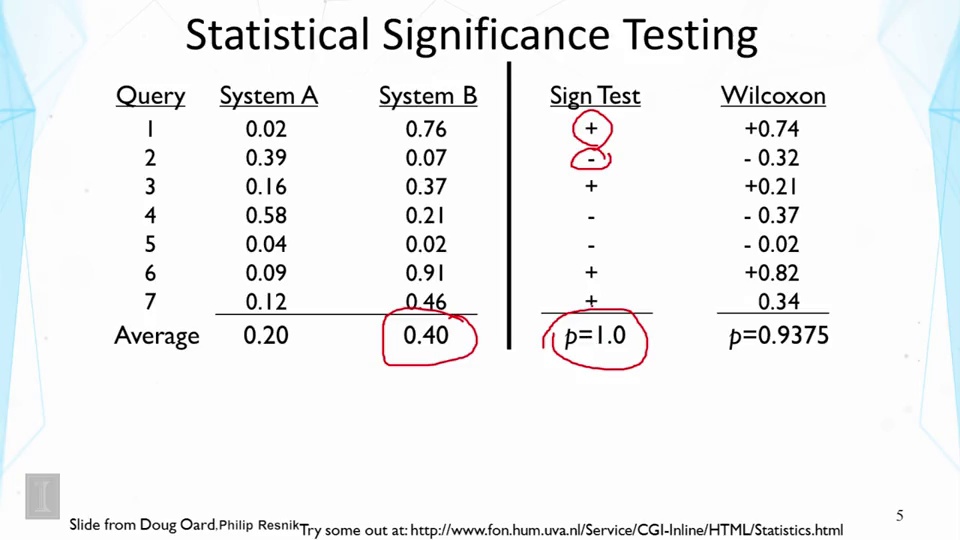 Statistical Significance Testing
Query System A System B Sign Test Wilcoxon
1 0.02 0.76 + +0.74
2 0.39 0.07 - - 0.32
3 0.16 0.37 + +0.21
4 0.58 0.21 - - 0.37
5 0.04 0.02 - - 0.02
6 0.09 0.91 + +0.82
7 0.12 0.46 + 0.34
Average 0.20 0.40 p=1.0 p=0.9375
I
5
Slide from Doug Oard.Philip Resnik Try some out at: http://www.fon.hum.uva.nl/Service/CGI-Inline/HTML/Statistics.html